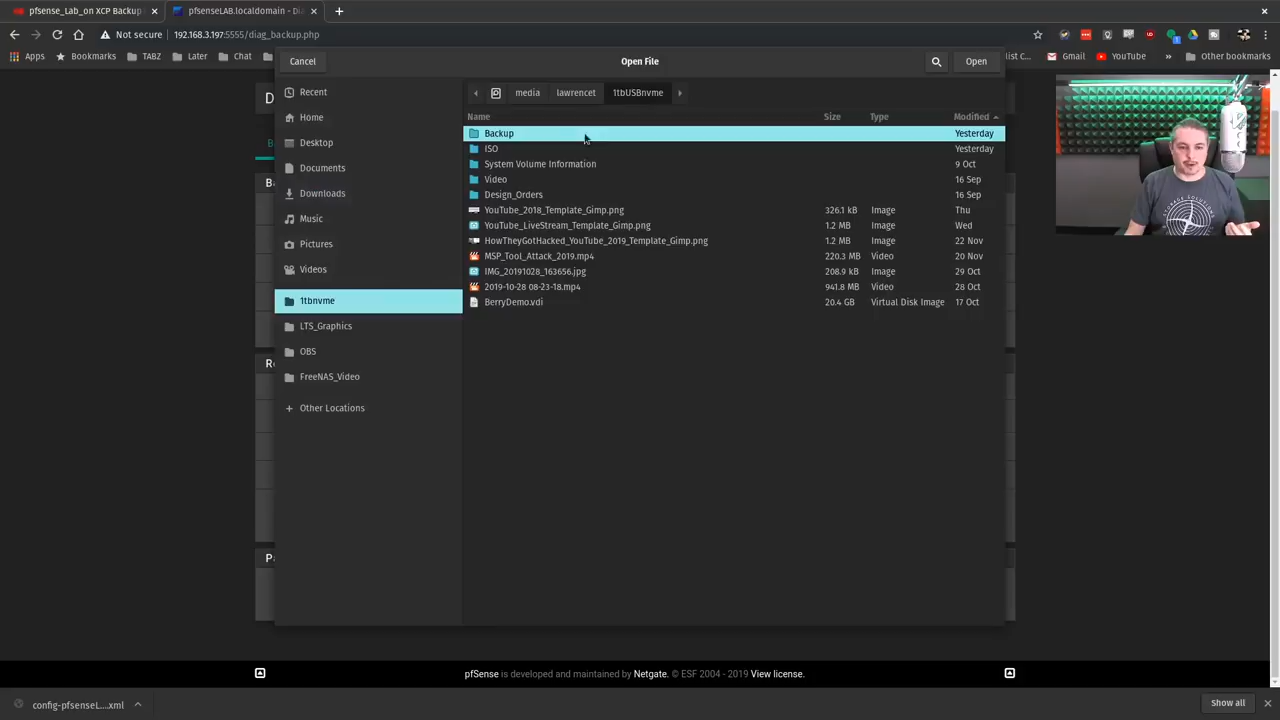 pfsense_Lab_on XCP Backup
pfsenseLAB.localdomain - Dia
Not secure
192.168.3.197:5555/diag_backup.php
Apps
Bookmarks
TABZ
Later
Chat
list C...
Gmail
YouTube
»
Other bookmarks
Cancel
Open File
Open
Recent
Home
Desktop
Documents
Downloads
Music
Pictures
Videos
1tbnvme
LTS_Graphics
OBS
FreeNAS_Video
+ Other Locations
media
lawrencet
1tbUSBnvme
Name Size Type Modified
Backup Yesterday
ISO Yesterday
System Volume Information 9 Oct
Video 16 Sep
Design_Orders 16 Sep
YouTube_2018_Template_Gimp.png 326.1 kB Image Thu
YouTube_LiveStream_Template_Gimp.png 1.2 MB Image Wed
HowTheyGotHacked_YouTube_2019_Template_Gimp.png 1.2 MB Image 22 Nov
MSP_Tool_Attack_2019.mp4 220.3 MB Video 20 Nov
IMG_20191028_163656.jpg 208.9 kB Image 29 Oct
2019-10-28 08-23-18.mp4 941.8 MB Video 28 Oct
BerryDemo.vdi 20.4 GB Virtual Disk Image 17 Oct
D
B
Ba
Re
Pa
pfSense is developed and maintained by Netgate. © ESF 2004 - 2019 View license.
config-pfsenseL....xml
Show all